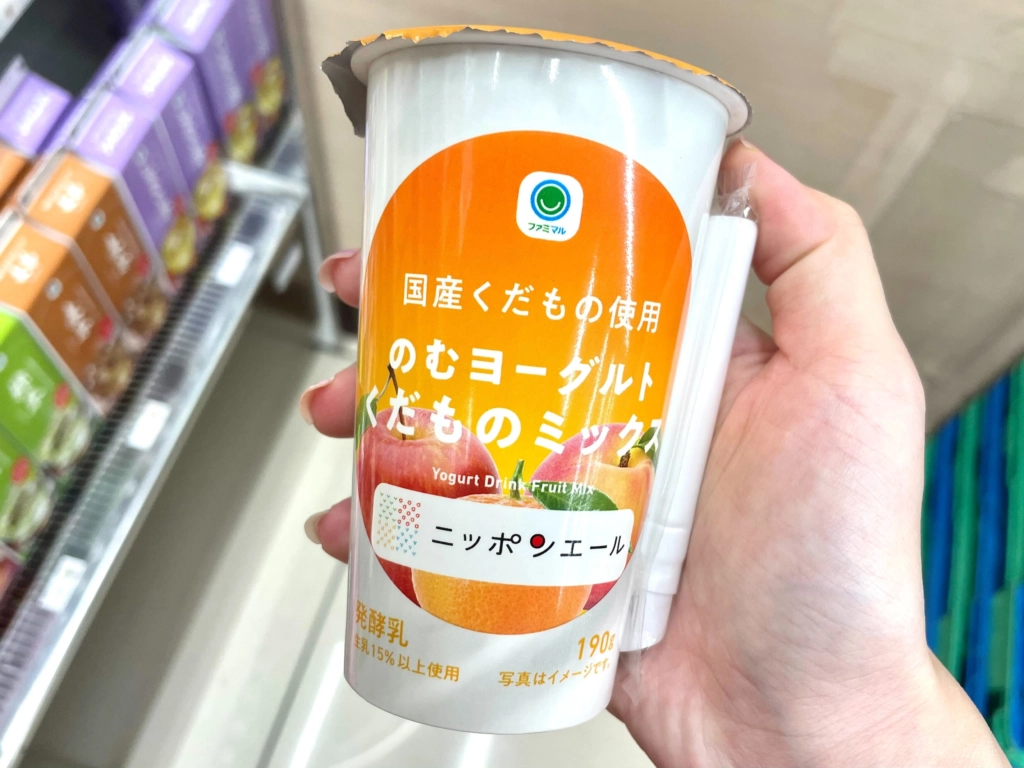 ファミマル
国産くだもの使用
のむヨーグルト
くだものミックス
Yogurt Drink Fruit Mix
ニッポンエール
発酵乳
生乳15%以上使用
190g
写真はイメージです。